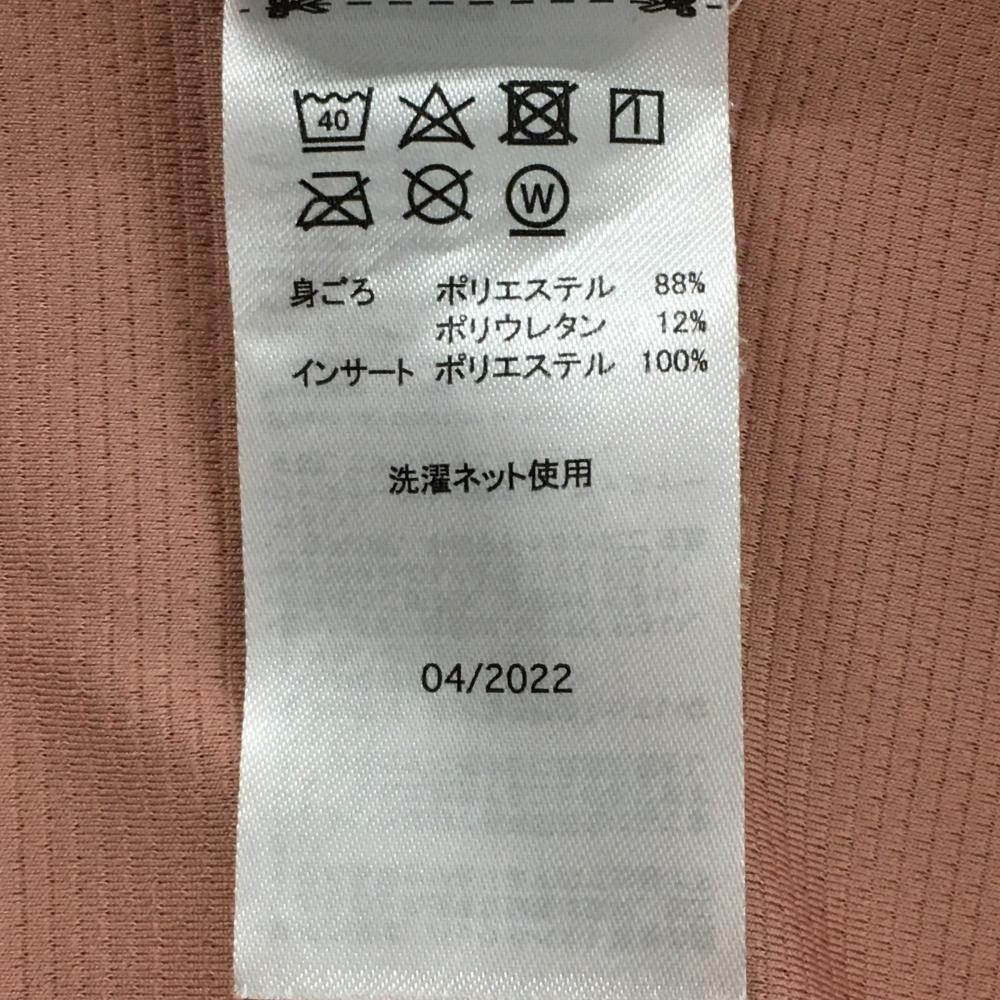 40
W
身ごろ ポリエステル 88%
ポリウレタン 12%
インサート ポリエステル 100%
洗濯ネット使用
04/2022